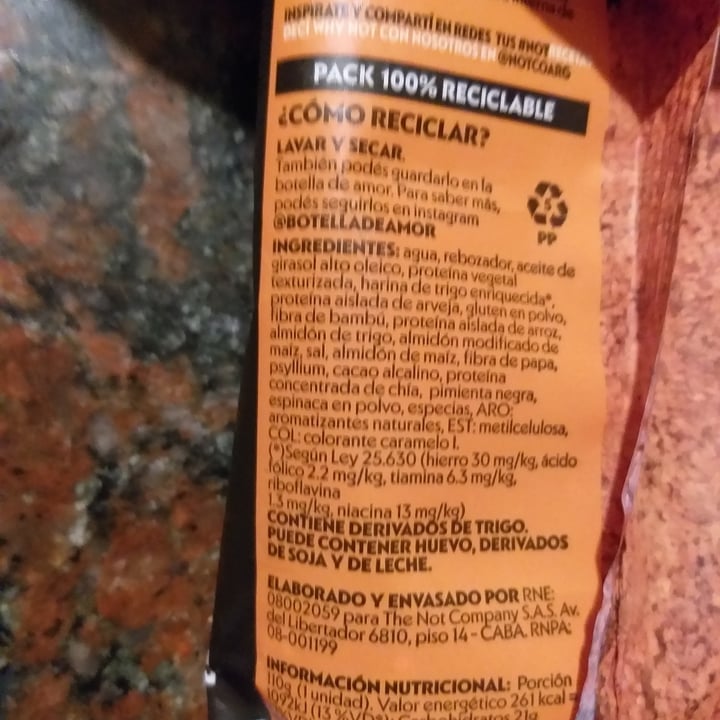 INSPIRATE Y COMPARTÍ EN REDES TUS #NOT
DECÍ WHY NOT CON NOSOTROS EN @NOTCOARG
PACK 100% RECICLABLE
¿CÓMO RECICLAR?
LAVAR Y SECAR.
También podés guardarlo en la
botella de amor. Para saber más,
podés seguirlos en instagram
@BOTELLADEAMOR
5
PP
INGREDIENTES: agua, rebozador, aceite de
girasol alto oleico, proteína vegetal
texturizada, harina de trigo enriquecida*,
proteína aislada de arveja, gluten en polvo,
fibra de bambú, proteína aislada de arroz,
almidón de trigo, almidón modificado de
maíz, sal, almidón de maíz, fibra de papa,
psyllium, cacao alcalino, proteína
concentrada de chía, pimienta negra,
espinaca en polvo, especias, ARO:
aromatizantes naturales, EST: metilcelulosa,
COL: colorante caramelo I.
(*)Según Ley 25.630 (hierro 30 mg/kg, ácido
fólico 2.2 mg/kg, tiamina 6.3 mg/kg,
riboflavina
1.3 mg/kg, niacina 13 mg/kg)
CONTIENE DERIVADOS DE TRIGO.
PUEDE CONTENER HUEVO, DERIVADOS
DE SOJA Y DE LECHE.
ELABORADO Y ENVASADO POR RNE:
08002059 para The Not Company S.A.S. Av.
del Libertador 6810, piso 14 - CABA. RNPA:
08-001199
INFORMACIÓN NUTRICIONAL: Porción
110g (1 unidad). Valor energético 261 kcal =
1092kJ (13 %VD*); Carbohidratos 21g